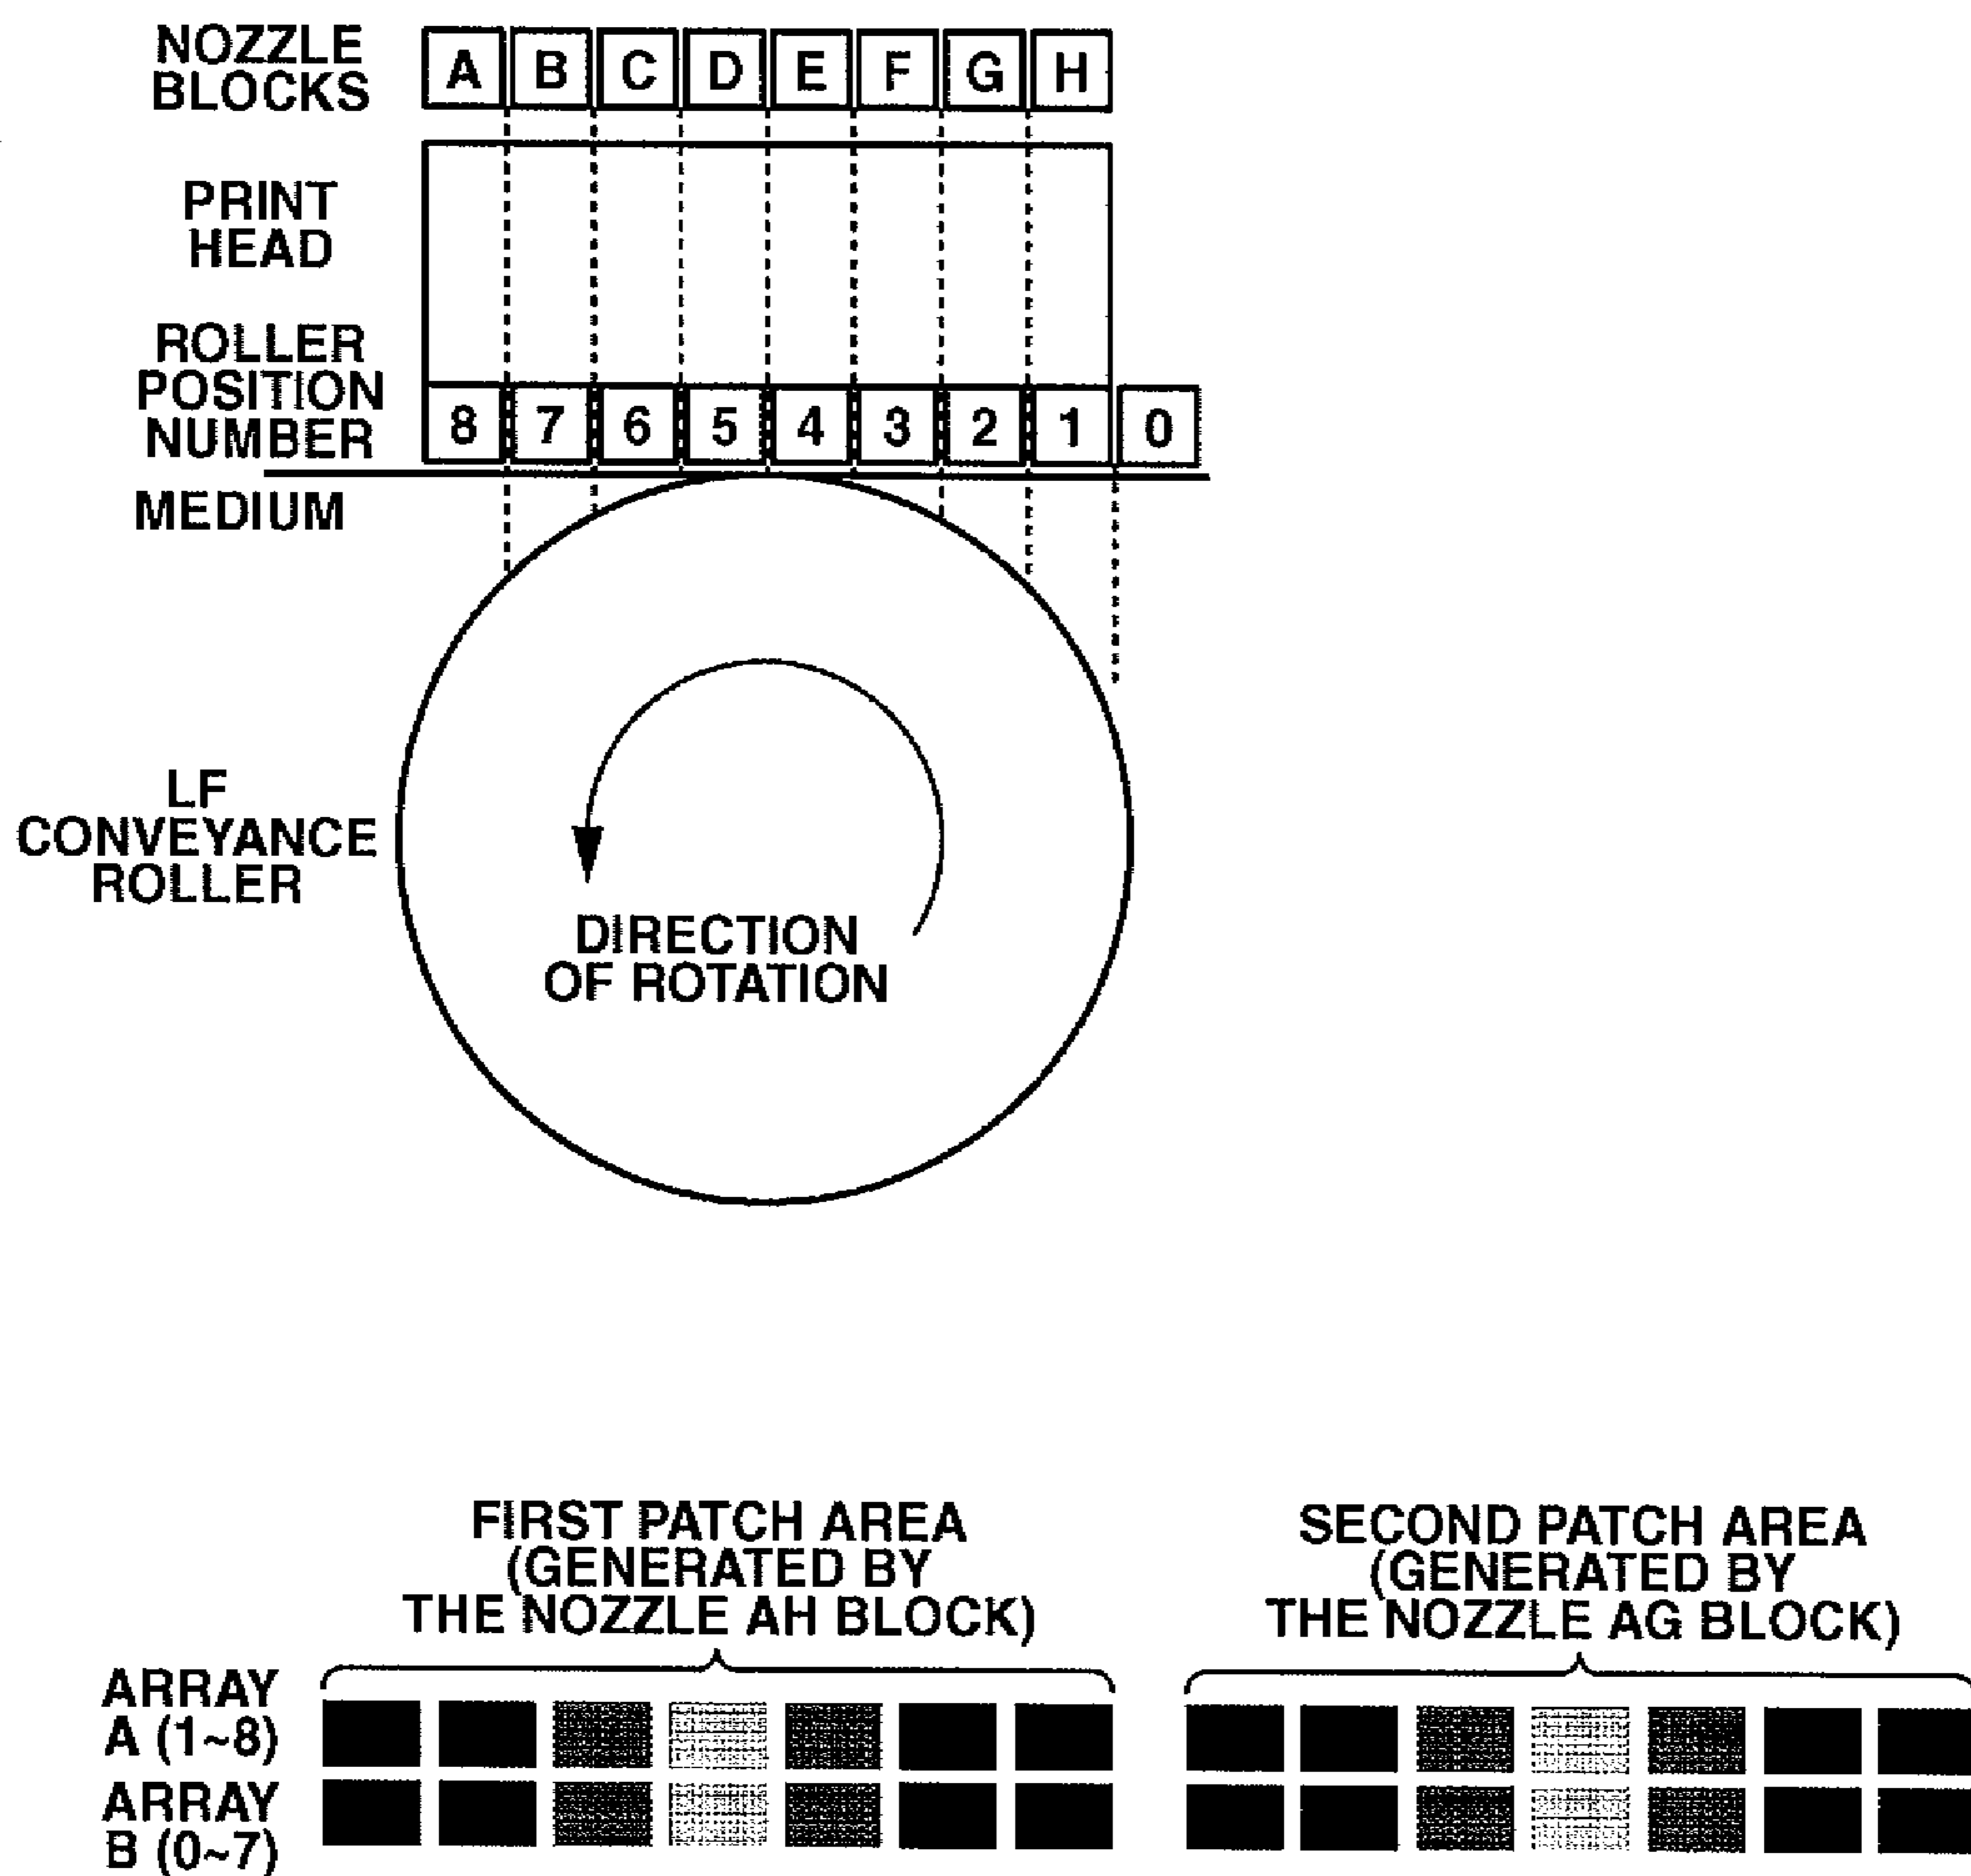 NOZZLE
BLOCKS
A B C D E F G H
PRINT
HEAD
ROLLER
POSITION
NUMBER
8 7 6 5 4 3 2 1 0
MEDIUM
LF
CONVEYANCE
ROLLER
DIRECTION
OF ROTATION
FIRST PATCH AREA
(GENERATED BY
THE NOZZLE AH BLOCK)
SECOND PATCH AREA
(GENERATED BY
THE NOZZLE AG BLOCK)
ARRAY
A (1~8)
ARRAY
B (0~7)